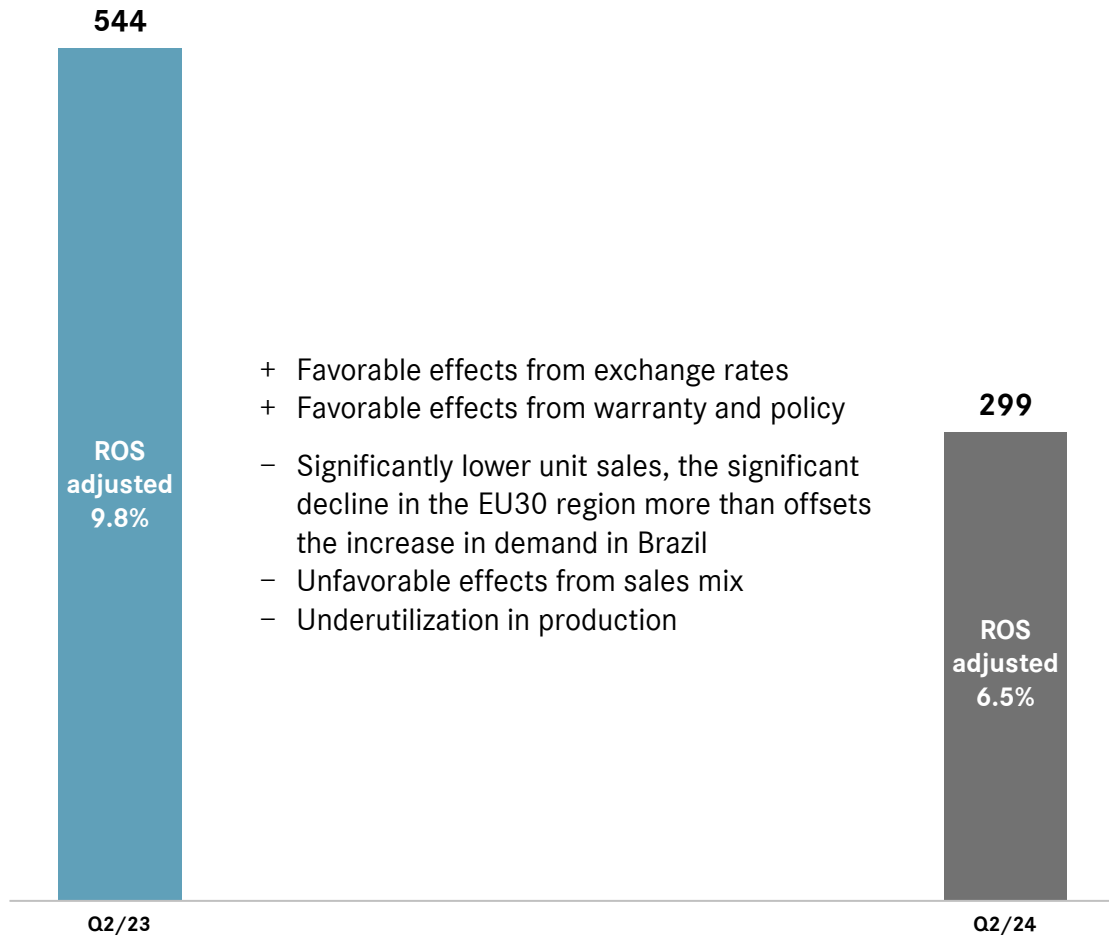 544
ROS
adjusted
9.8%
+ Favorable effects from exchange rates
+ Favorable effects from warranty and policy
– Significantly lower unit sales, the significant
decline in the EU30 region more than offsets
the increase in demand in Brazil
– Unfavorable effects from sales mix
– Underutilization in production
299
ROS
adjusted
6.5%
Q2/23
Q2/24